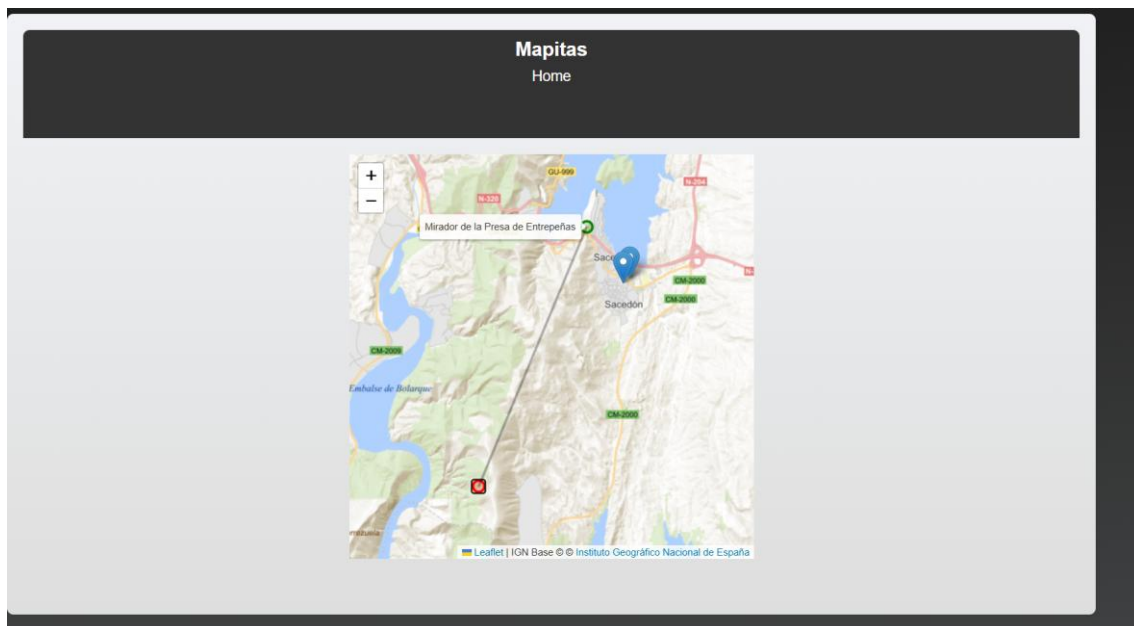 Mapitas
Home
+
−
GU-999
N-320
N-204
Mirador de la Presa de Entrepeñas
CM-2000
Sacedón
CM-2000
CM-2009
Embalse de Bolarque
CM-2000
Leaflet | IGN Base © © Instituto Geográfico Nacional de España